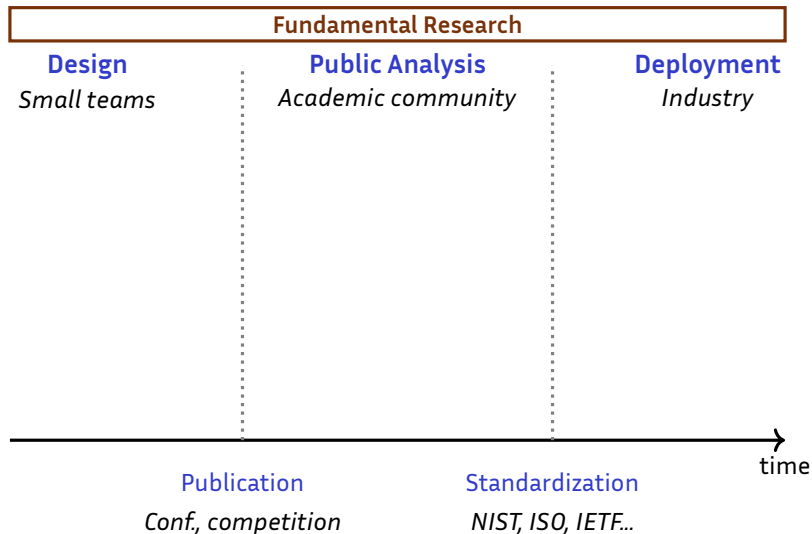 Fundamental Research
Design Public Analysis Deployment
Small teams Academic community Industry
time
Publication Standardization
Conf., competition NIST, ISO, IETF...